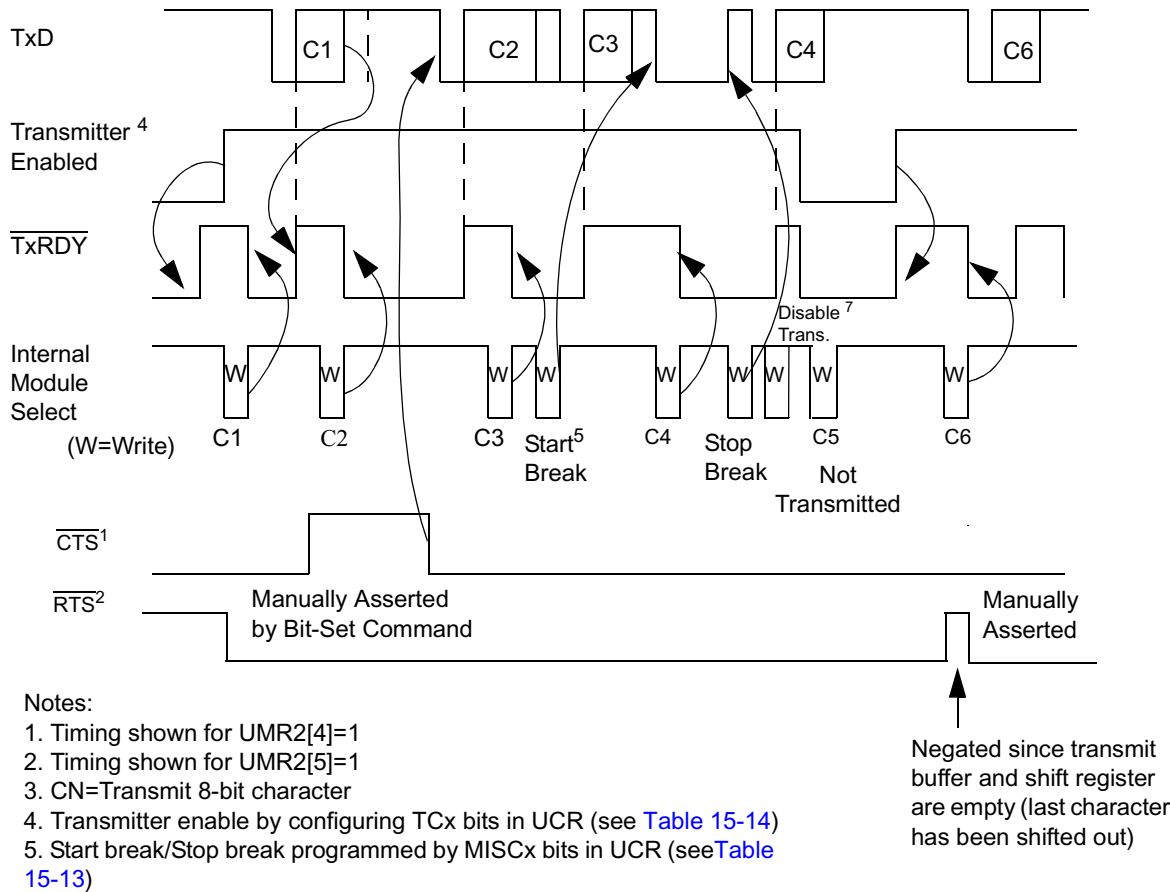 TxD
C1
C2
C3
C4
C6
Transmitter 4
Enabled
TxRDY
Disable 7
Trans.
Internal
Module
Select
W
W
W
W
W
W
W
W
W
(W=Write)
C1
C2
C3
Start5
Break
C4
Stop
Break
C5
Not
Transmitted
C6
CTS1
RTS2
Manually Asserted
by Bit-Set Command
Manually
Asserted
Notes:
1. Timing shown for UMR2[4]=1
2. Timing shown for UMR2[5]=1
3. CN=Transmit 8-bit character
4. Transmitter enable by configuring TCx bits in UCR (see Table 15-14)
5. Start break/Stop break programmed by MISCx bits in UCR (seeTable
15-13)
Negated since transmit
buffer and shift register
are empty (last character
has been shifted out)